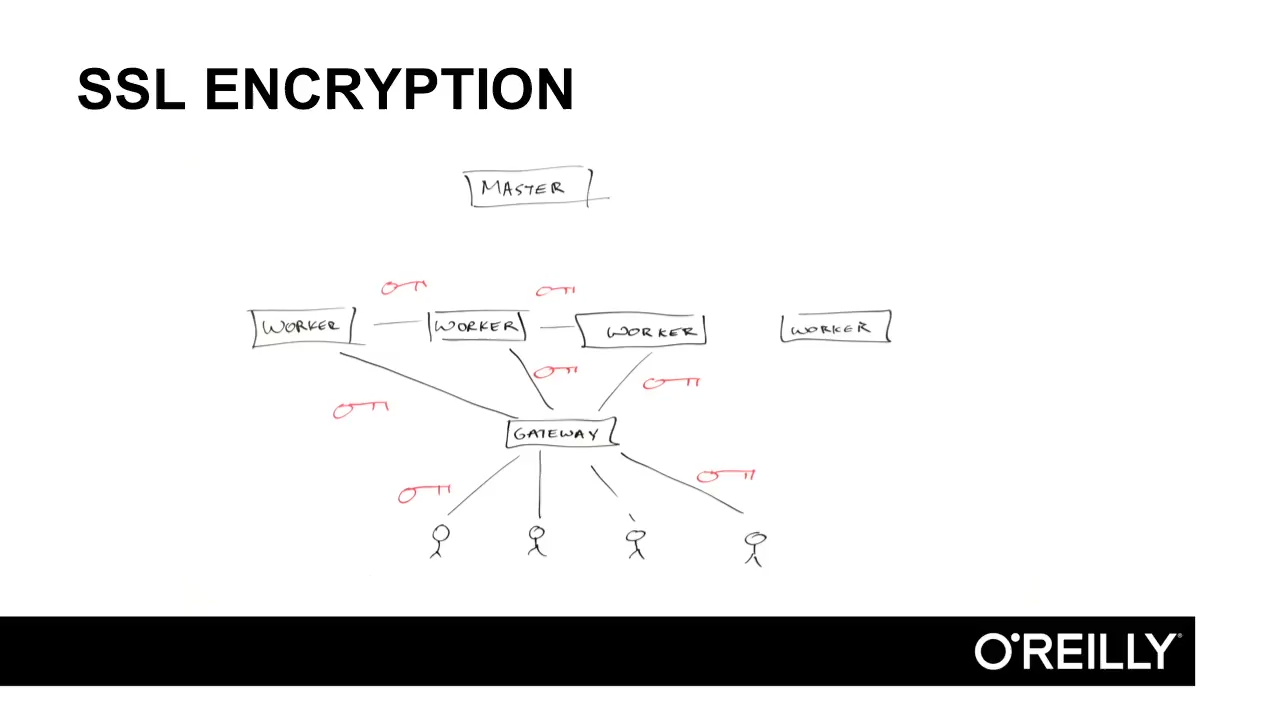 SSL ENCRYPTION
MASTER
WORKER WORKER WORKER WORKER
GATEWAY
O'REILLY®